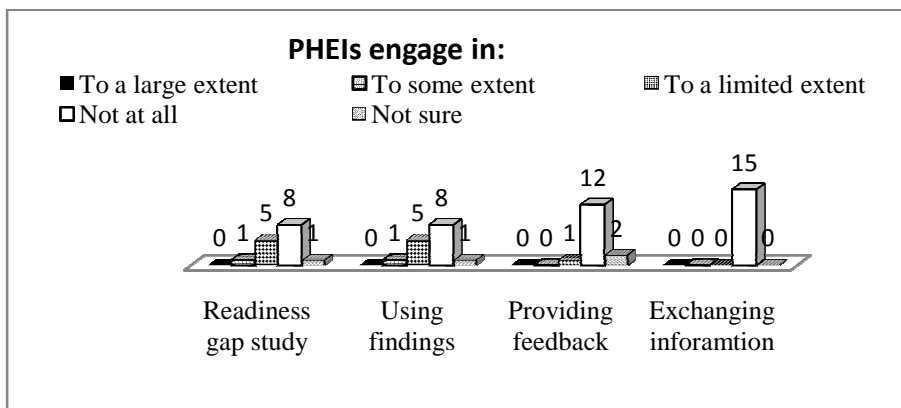 PHEIs engage in:
To a large extent To some extent To a limited extent
Not at all Not sure
0 1 5 8 1 0 1 5 8 1 0 0 1 12 2 0 0 0 15 0
Readiness Using Providing Exchanging
gap study findings feedback inforamtion